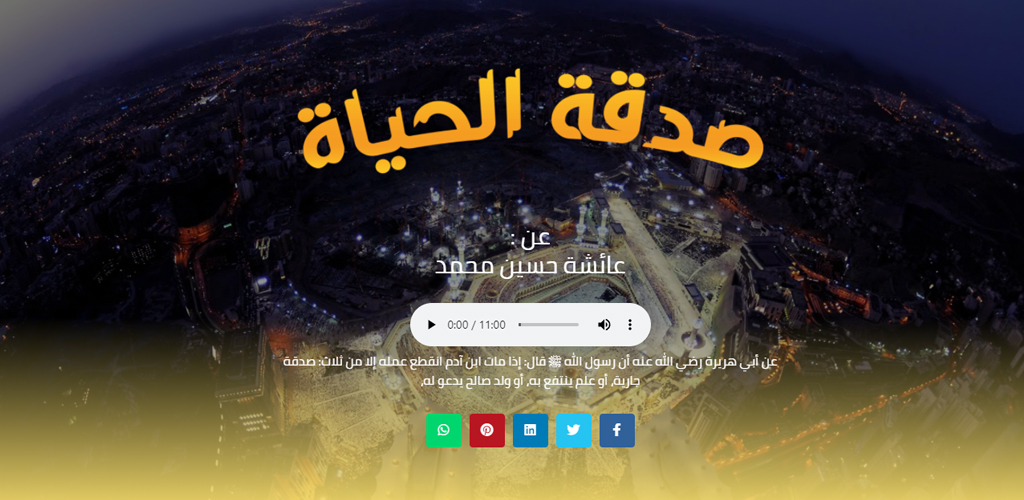 صدقة الحياة
عن :
عائشة حسين محمد
0:00 / 11:00
عن أبي هريرة رضي الله عنه أن رسول الله ﷺ قال: إذا مات ابن آدم انقطع عمله إلا من ثلاث: صدقة
جارية, أو علم ينتفع به, أو ولد صالح يدعو له,